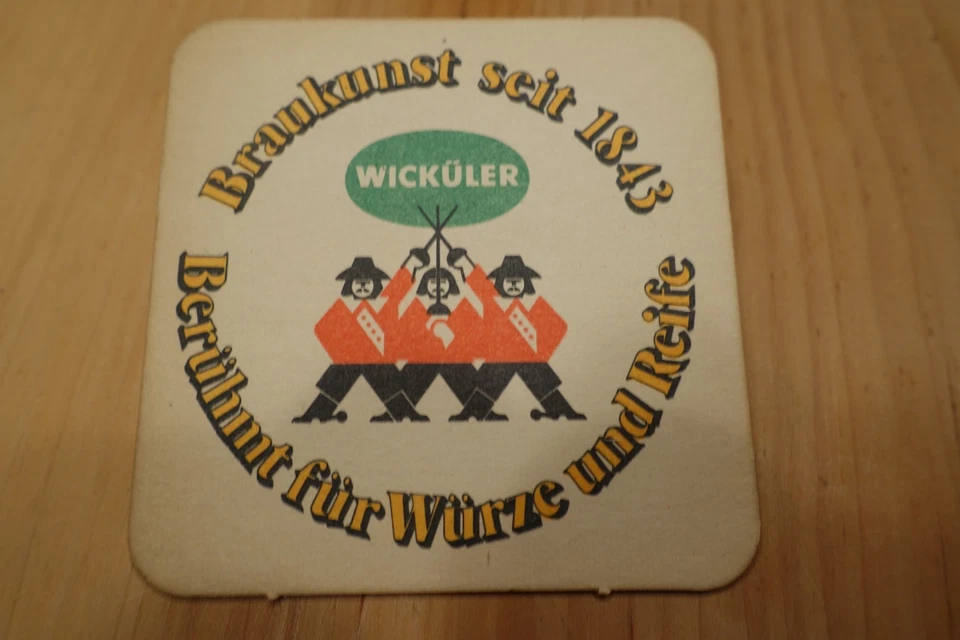 Braukunst seit 1843
WICKÜLER
Berühmt für Würze und Reife